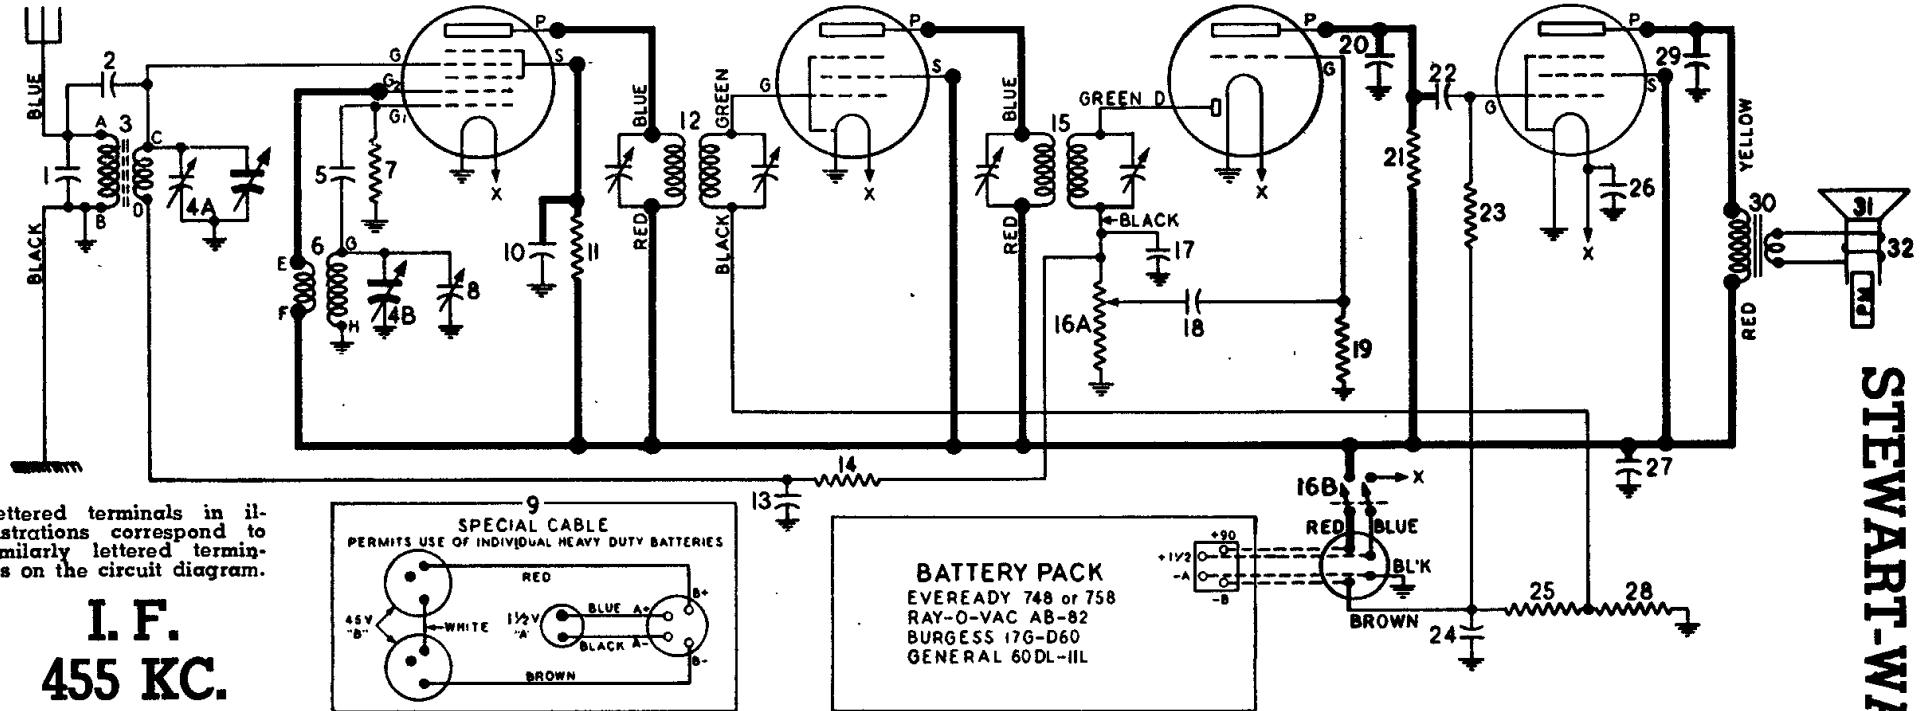 P
P
P
P
2
G
S
20
29
G2
G1
G
S
G
22
G
S
BLUE
A
3
C
BLUE
12
GREEN
BLUE
15
GREEN D
YELLOW
1
4A
5
7
X
X
X
21
23
26
B
D
BLACK
RED
BLACK
RED
BLACK
X
30
31
32
P.M.
E
6
G
10
11
17
F
4B
8
H
16A
18
19
RED
14
13
16B
X
27
RED
BLUE
BL'K
BROWN
25
28
24
ettered terminals in il-
strations correspond to
milarly lettered termin-
s on the circuit diagram.
I. F.
455 KC.
9
SPECIAL CABLE
PERMITS USE OF INDIVIDUAL HEAVY DUTY BATTERIES
RED
B+
45V
"B"
WHITE
1½V
"A"
BLUE A+
BLACK A-
B-
BROWN
BATTERY PACK
EVEREADY 748 or 758
RAY-O-VAC AB-82
BURGESS 17G-D60
GENERAL 60DL-11L
+90
+1 1/2
-A
-B
STEWART-WA